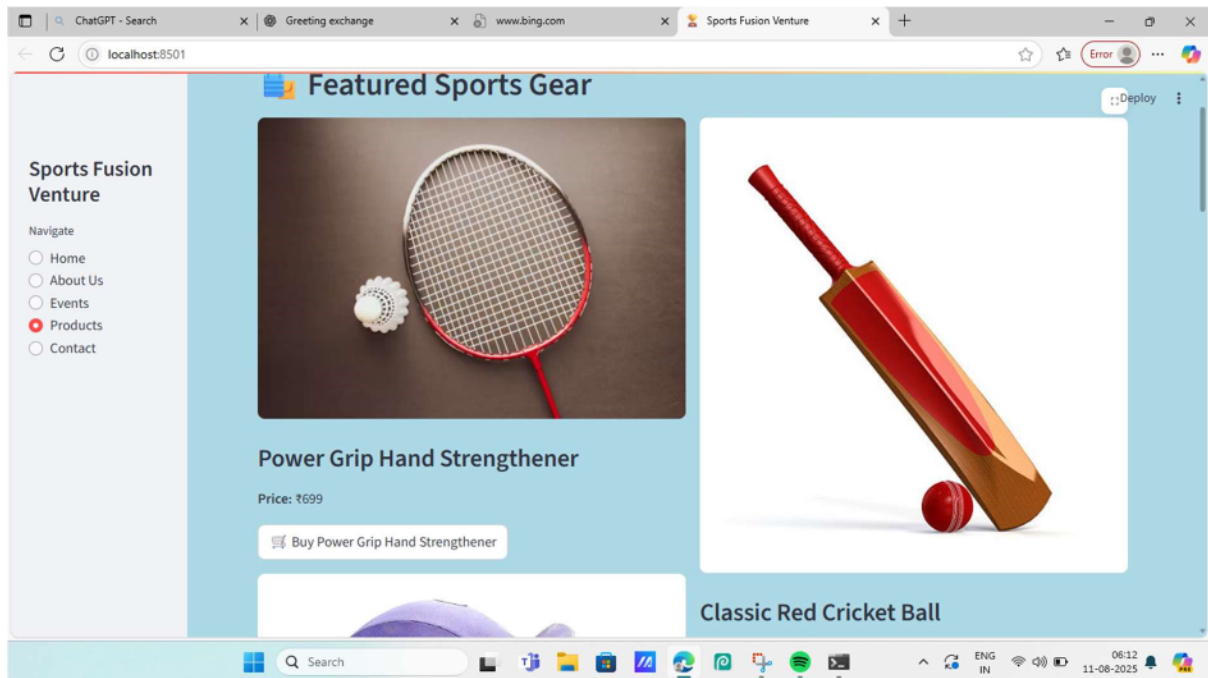 ChatGPT - Search
Greeting exchange
www.bing.com
Sports Fusion Venture
localhost:8501
Error
Deploy
Sports Fusion
Venture
Navigate
Home
About Us
Events
Products
Contact
Featured Sports Gear
Power Grip Hand Strengthener
Price: ₹699
Buy Power Grip Hand Strengthener
Classic Red Cricket Ball
Search
ENG
IN
06:12
11-08-2025
PRE